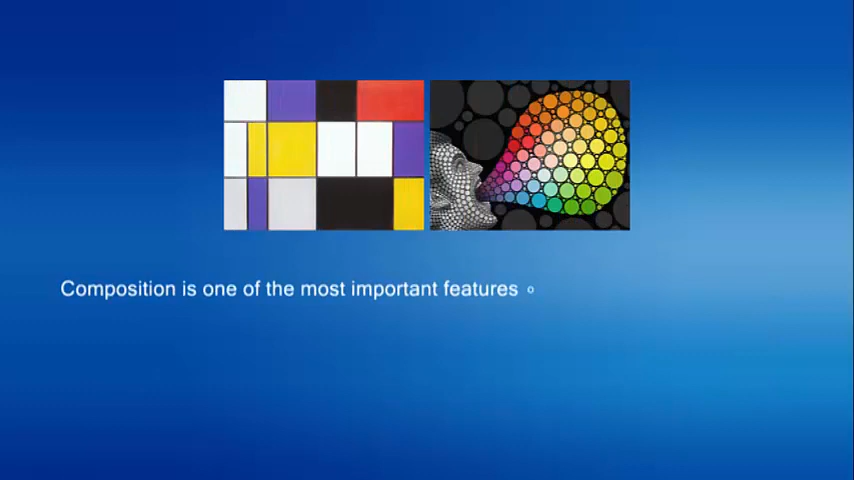 Composition is one of the most important features 。